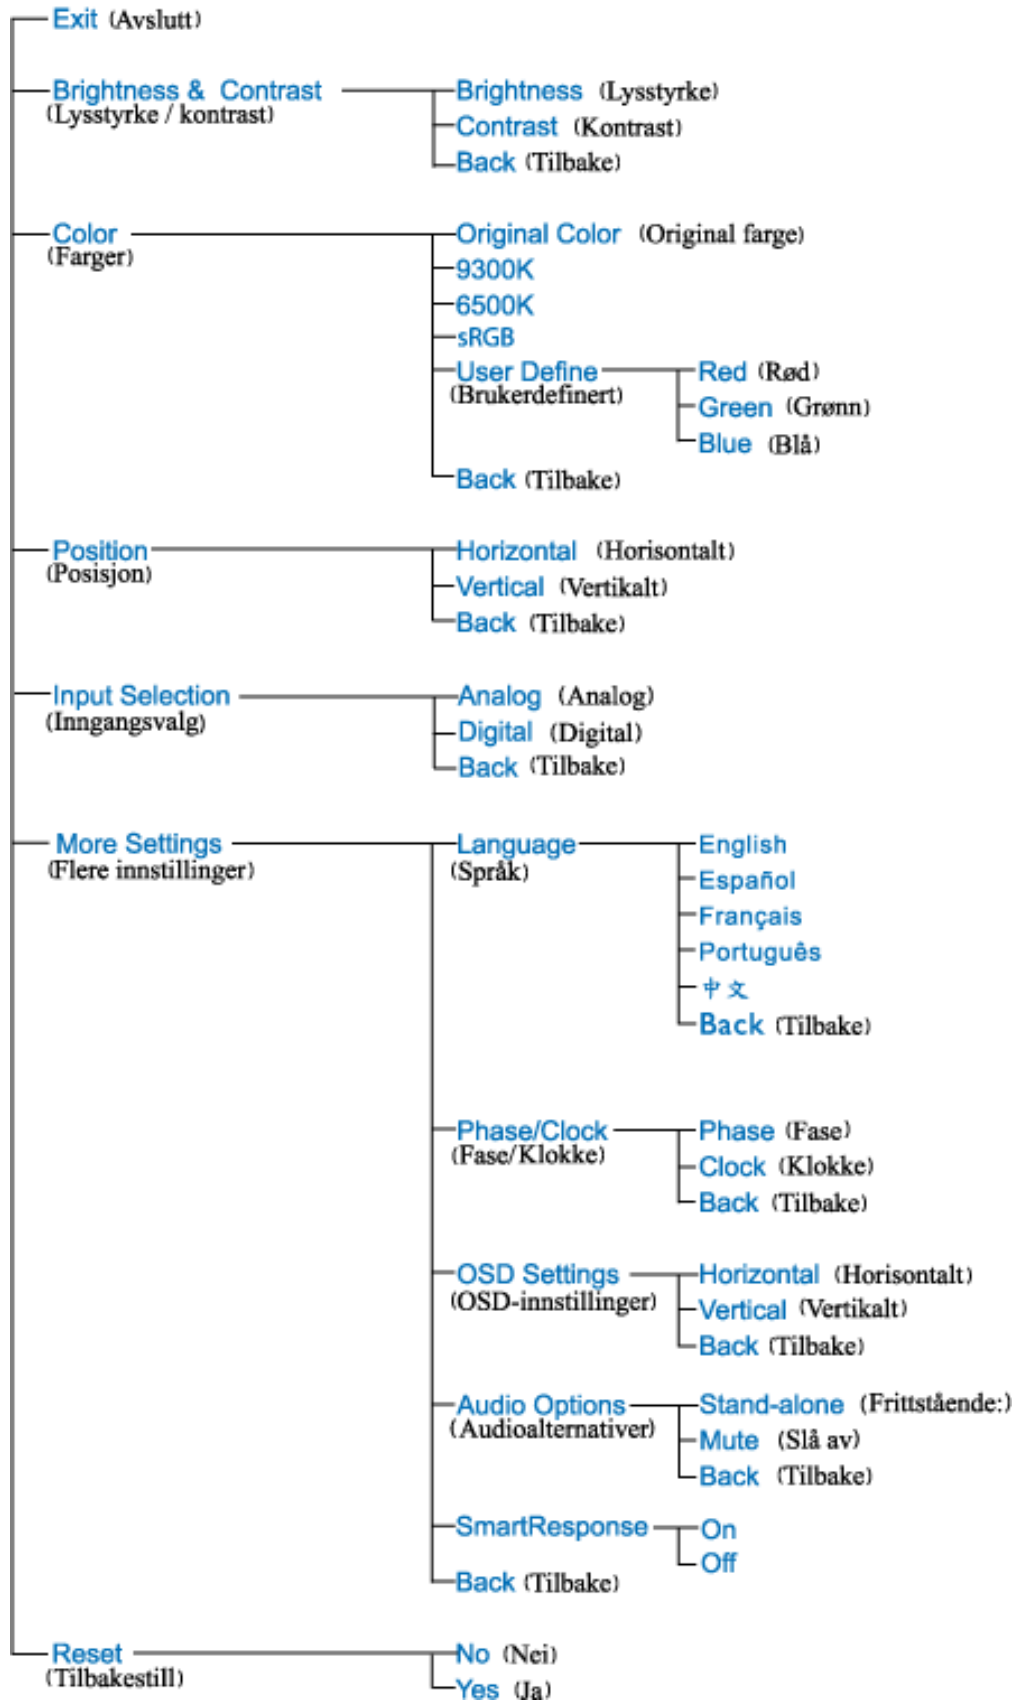 Exit (Avslutt)
Brightness & Contrast
(Lysstyrke / kontrast)
Brightness (Lysstyrke)
Contrast (Kontrast)
Back (Tilbake)
Color
(Farger)
Original Color (Original farge)
9300K
6500K
sRGB
User Define
(Brukerdefinert)
Red (Rød)
Green (Grønn)
Blue (Blå)
Back (Tilbake)
Position
(Posisjon)
Horizontal (Horisontalt)
Vertical (Vertikalt)
Back (Tilbake)
Input Selection
(Inngangsvalg)
Analog (Analog)
Digital (Digital)
Back (Tilbake)
More Settings
(Flere innstillinger)
Language
(Språk)
English
Español
Français
Português
中文
Back (Tilbake)
Phase/Clock
(Fase/Klokke)
Phase (Fase)
Clock (Klokke)
Back (Tilbake)
OSD Settings
(OSD-innstillinger)
Horizontal (Horisontalt)
Vertical (Vertikalt)
Back (Tilbake)
Audio Options
(Audioalternativer)
Stand-alone (Frittstående:)
Mute (Slå av)
Back (Tilbake)
SmartResponse
On
Off
Back (Tilbake)
Reset
(Tilbakestill)
No (Nei)
Yes (Ja)